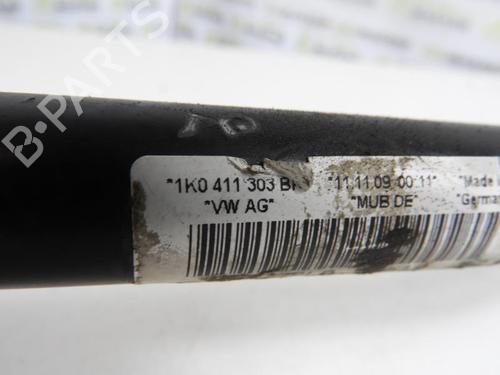 B-PARTS
"1K0 411 303 "11.11.09 00:11" "Made
"VW AG" "MUB DE" "German